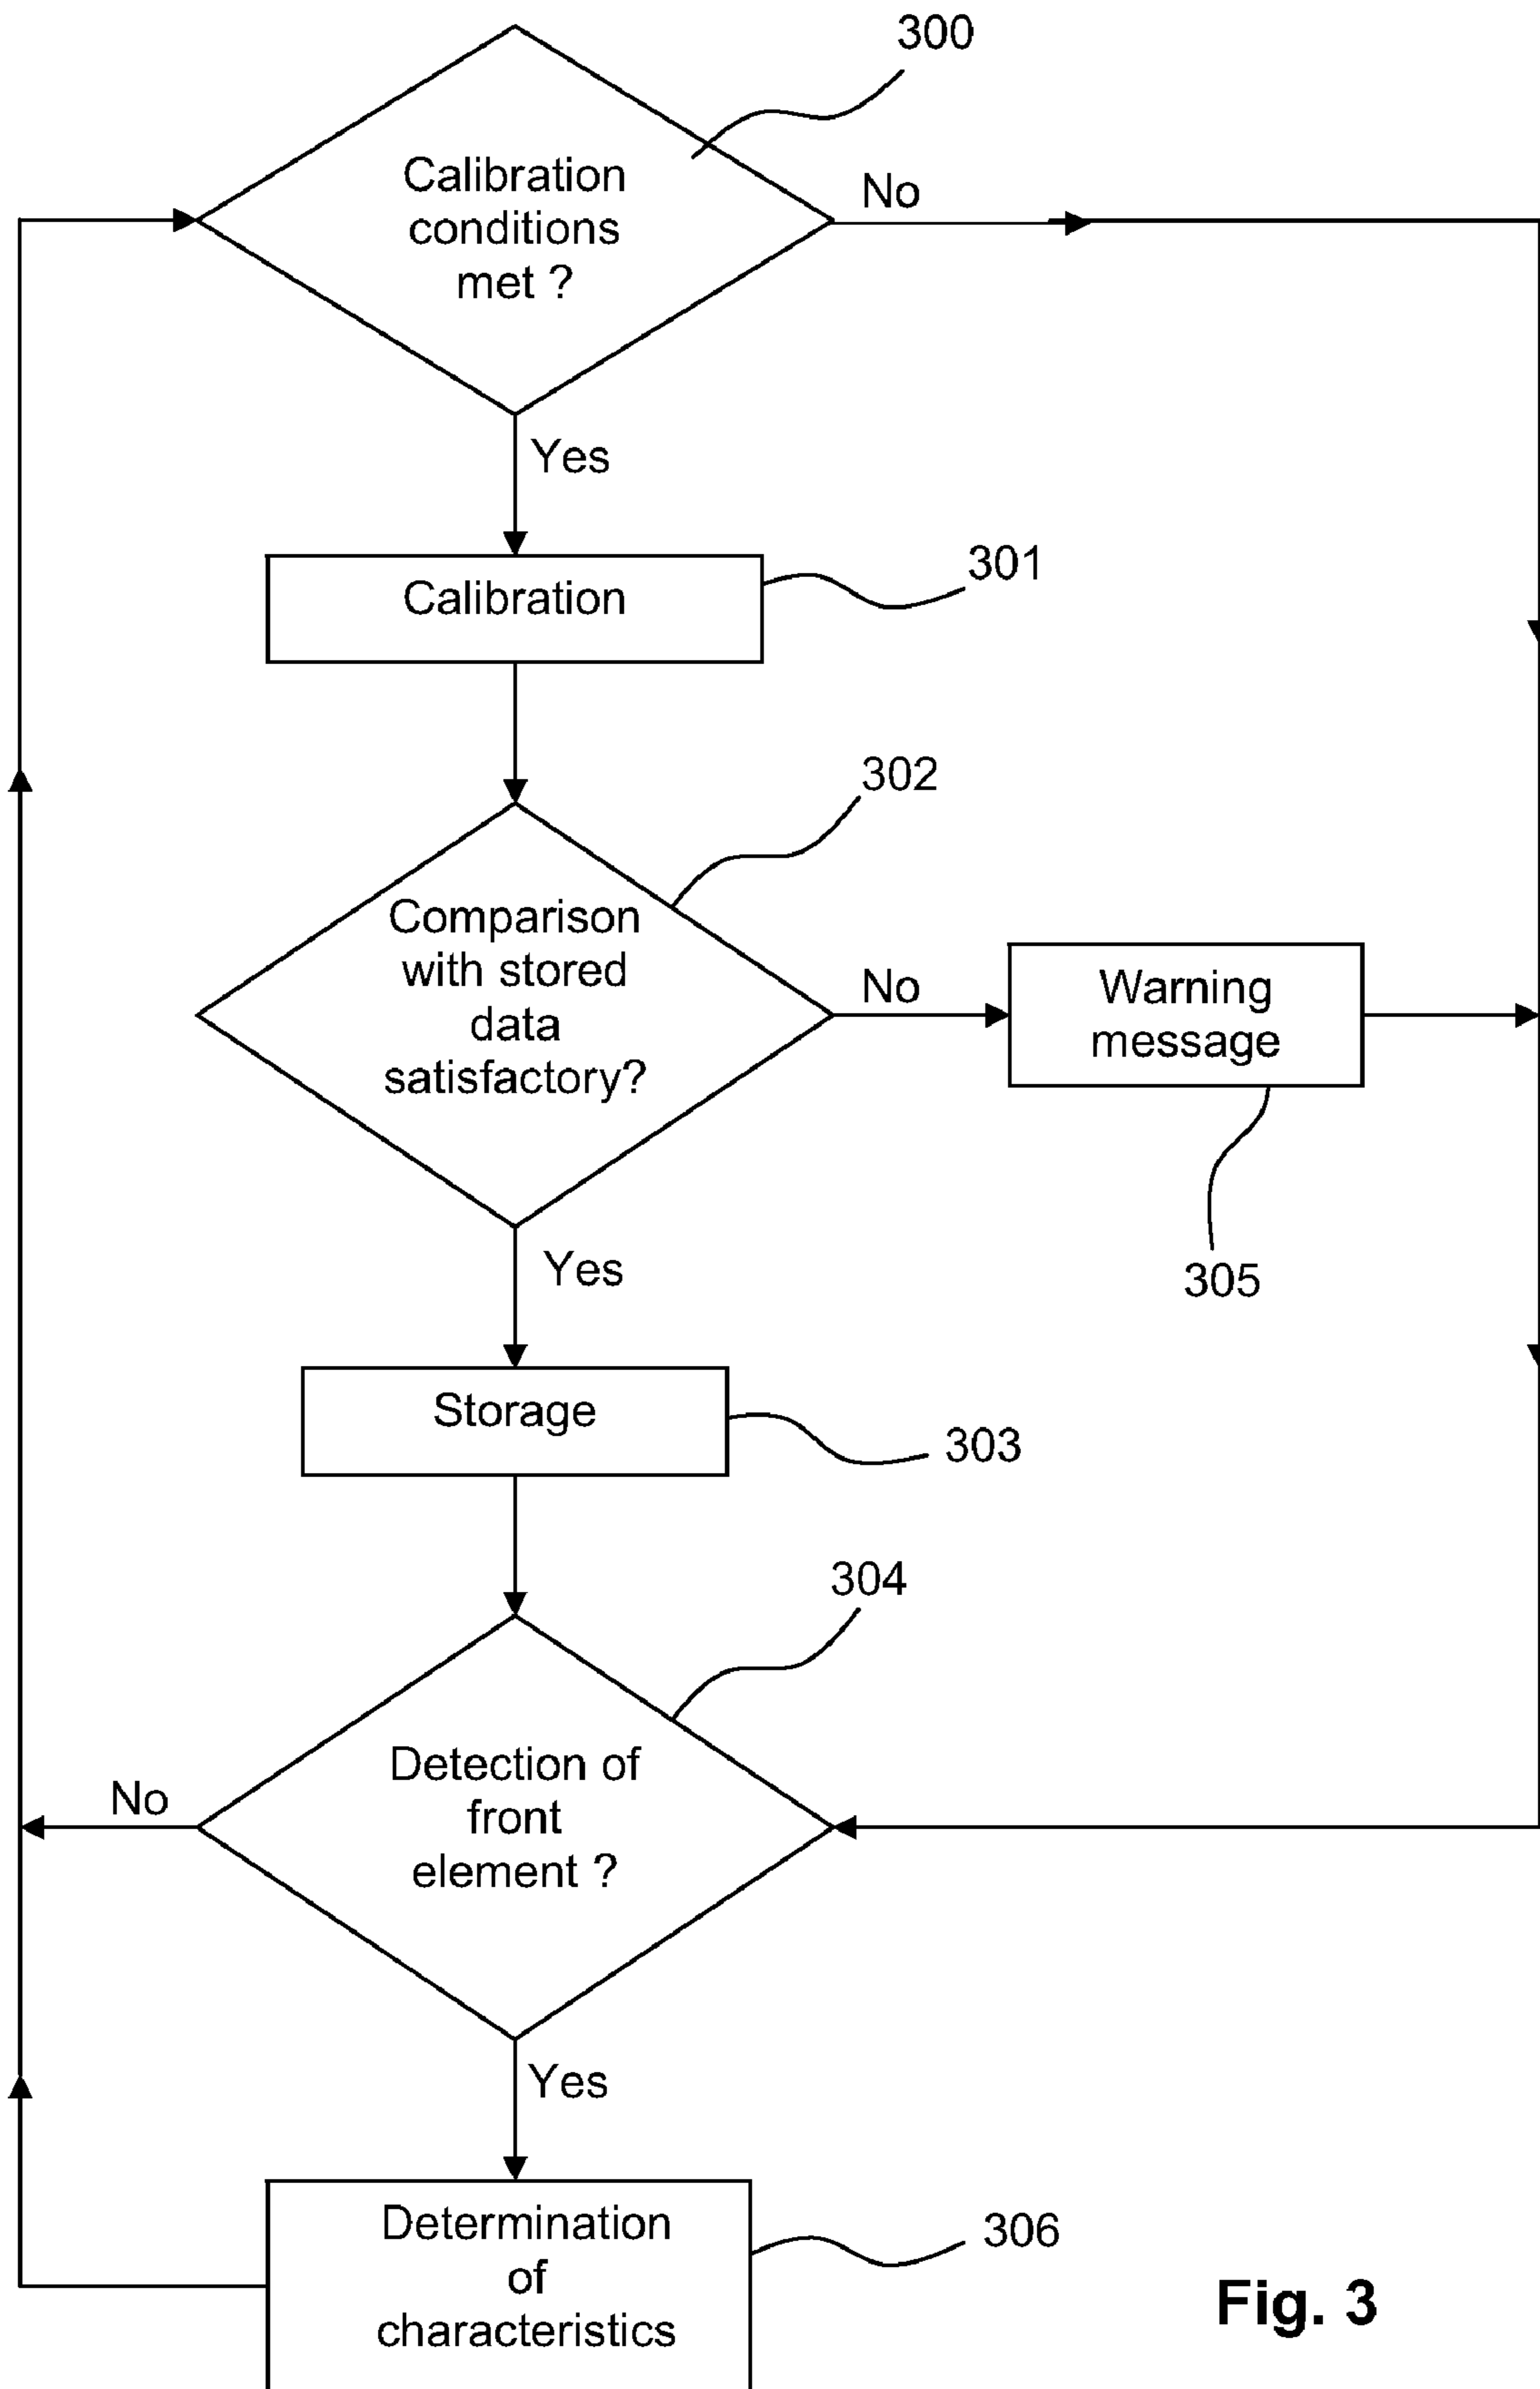 300
Calibration
conditions
met ?
No
Yes
301
Calibration
302
Comparison
with stored
data
satisfactory?
No
Warning
message
305
Yes
Storage
303
304
Detection of
front
element ?
No
Yes
Determination
of
characteristics
306
Fig. 3